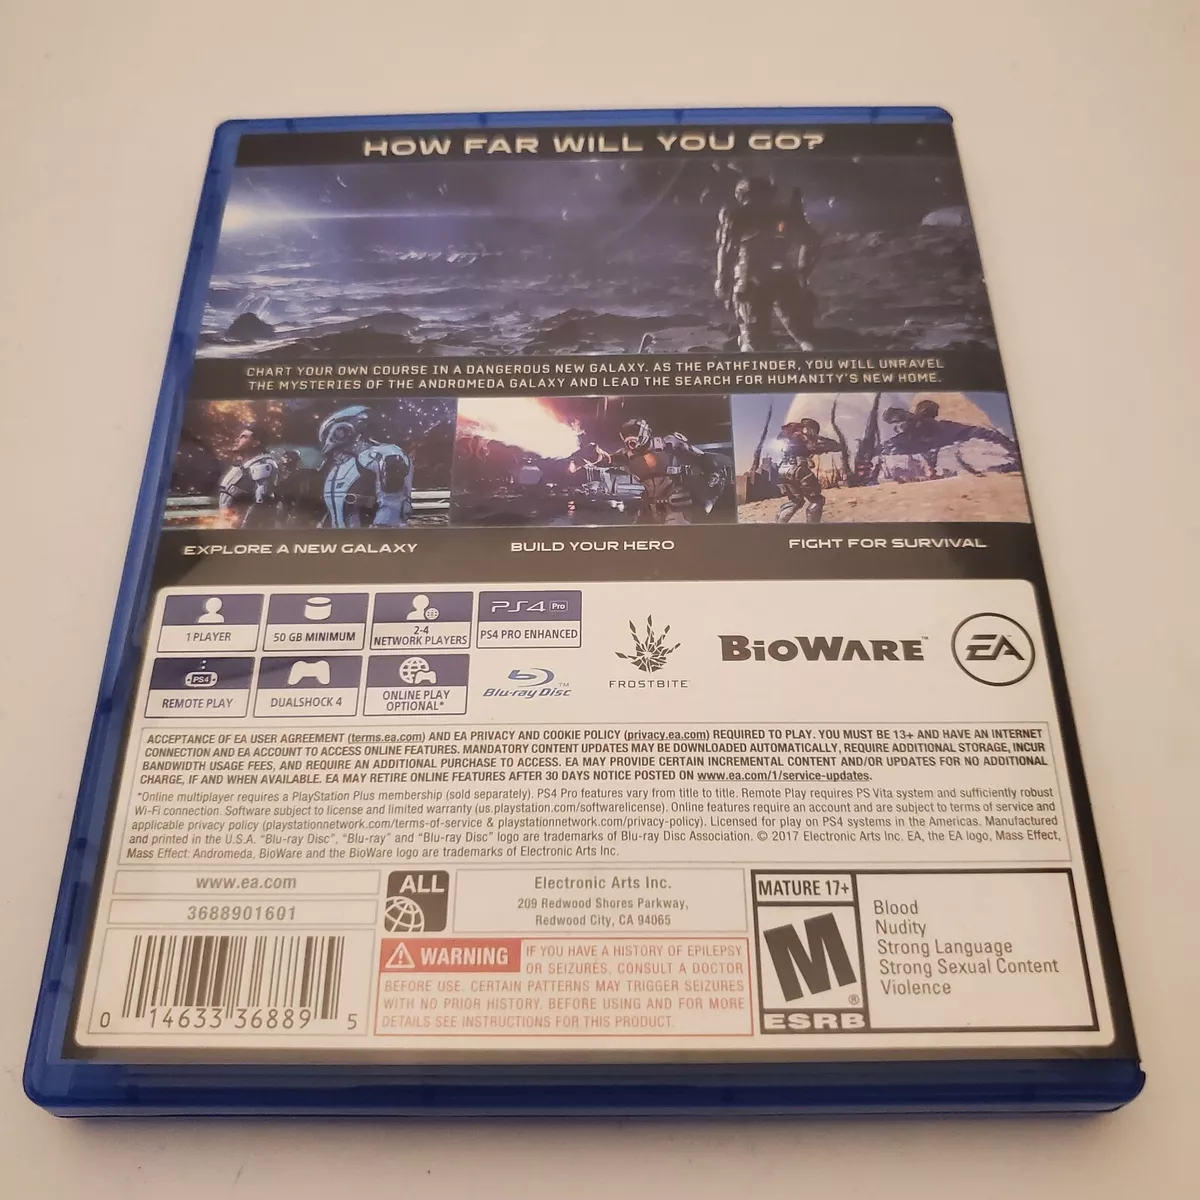 HOW FAR WILL YOU GO?
CHART YOUR OWN COURSE IN A DANGEROUS NEW GALAXY. AS THE PATHFINDER, YOU WILL UNRAVEL
THE MYSTERIES OF THE ANDROMEDA GALAXY AND LEAD THE SEARCH FOR HUMANITY'S NEW HOME.
EXPLORE A NEW GALAXY
BUILD YOUR HERO
FIGHT FOR SURVIVAL
1 PLAYER
50 GB MINIMUM
2-4
NETWORK PLAYERS
PS4 Pro
PS4 PRO ENHANCED
PS4
REMOTE PLAY
DUALSHOCK 4
ONLINE PLAY
OPTIONAL*
Blu-ray Disc™
FROSTBITE
BIOWARE™
EA
ACCEPTANCE OF EA USER AGREEMENT (terms.ea.com) AND EA PRIVACY AND COOKIE POLICY (privacy.ea.com) REQUIRED TO PLAY. YOU MUST BE 13+ AND HAVE AN INTERNET
CONNECTION AND EA ACCOUNT TO ACCESS ONLINE FEATURES. MANDATORY CONTENT UPDATES MAY BE DOWNLOADED AUTOMATICALLY, REQUIRE ADDITIONAL STORAGE, INCUR
BANDWIDTH USAGE FEES, AND REQUIRE AN ADDITIONAL PURCHASE TO ACCESS. EA MAY PROVIDE CERTAIN INCREMENTAL CONTENT AND/OR UPDATES FOR NO ADDITIONAL
CHARGE, IF AND WHEN AVAILABLE. EA MAY RETIRE ONLINE FEATURES AFTER 30 DAYS NOTICE POSTED ON www.ea.com/1/service-updates.
*Online multiplayer requires a PlayStation Plus membership (sold separately). PS4 Pro features vary from title to title. Remote Play requires PS Vita system and sufficiently robust
Wi-Fi connection. Software subject to license and limited warranty (us.playstation.com/softwarelicense). Online features require an account and are subject to terms of service and
applicable privacy policy (playstationnetwork.com/terms-of-service & playstationnetwork.com/privacy-policy). Licensed for play on PS4 systems in the Americas. Manufactured
and printed in the U.S.A. "Blu-ray Disc", "Blu-ray" and "Blu-ray Disc" logo are trademarks of Blu-ray Disc Association. © 2017 Electronic Arts Inc. EA, the EA logo, Mass Effect,
Mass Effect: Andromeda, BioWare and the BioWare logo are trademarks of Electronic Arts Inc.
www.ea.com
3688901601
ALL
Electronic Arts Inc.
209 Redwood Shores Parkway,
Redwood City, CA 94065
WARNING IF YOU HAVE A HISTORY OF EPILEPSY
OR SEIZURES, CONSULT A DOCTOR
BEFORE USE. CERTAIN PATTERNS MAY TRIGGER SEIZURES
WITH NO PRIOR HISTORY. BEFORE USING AND FOR MORE
DETAILS SEE INSTRUCTIONS FOR THIS PRODUCT.
0 14633 36889 5
MATURE 17+
M®
ESRB
Blood
Nudity
Strong Language
Strong Sexual Content
Violence